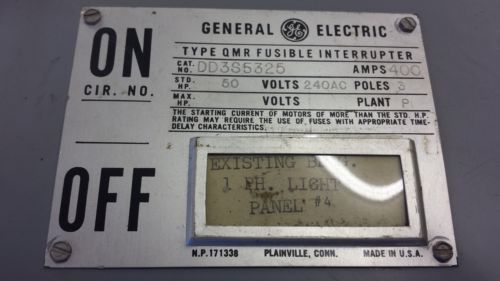 ON
CIR. NO.
OFF
GENERAL GE ELECTRIC
TYPE QMR FUSIBLE INTERRUPTER
CAT. NO. DD3S5325 AMPS 400
STD. HP. 50 VOLTS 240AC POLES 3
MAX. HP. VOLTS PLANT P
THE STARTING CURRENT OF MOTORS OF MORE THAN THE STD. H.P.
RATING MAY REQUIRE THE USE OF FUSES WITH APPROPRIATE TIME-
DELAY CHARACTERISTICS.
EXISTING BLDG.
1 PH. LIGHT
PANEL #4
N.P.171338 PLAINVILLE, CONN. MADE IN U.S.A.